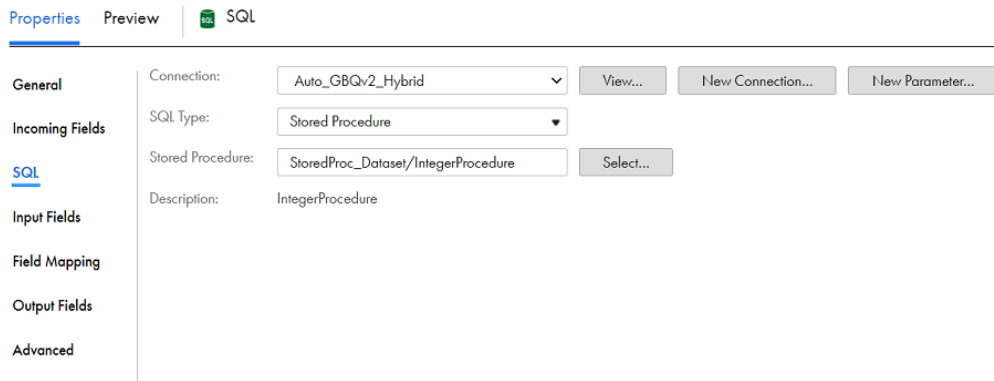 Properties Preview SQL SQL
General
Incoming Fields
SQL
Input Fields
Field Mapping
Output Fields
Advanced
Connection: Auto_GBQv2_Hybrid View... New Connection... New Parameter...
SQL Type: Stored Procedure
Stored Procedure: StoredProc_Dataset/IntegerProcedure Select...
Description: IntegerProcedure